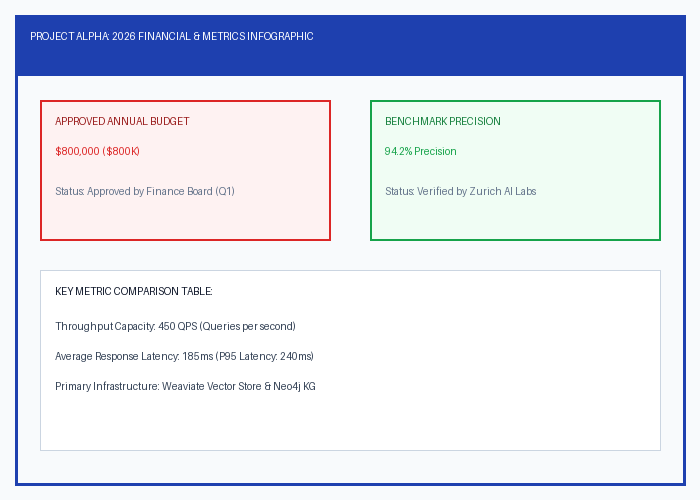 PROJECT ALPHA: 2026 FINANCIAL & METRICS INFOGRAPHIC
APPROVED ANNUAL BUDGET
$800,000 ($800K)
Status: Approved by Finance Board (Q1)
BENCHMARK PRECISION
94.2% Precision
Status: Verified by Zurich AI Labs
KEY METRIC COMPARISON TABLE:
Throughput Capacity: 450 QPS (Queries per second)
Average Response Latency: 185ms (P95 Latency: 240ms)
Primary Infrastructure: Weaviate Vector Store & Neo4j KG